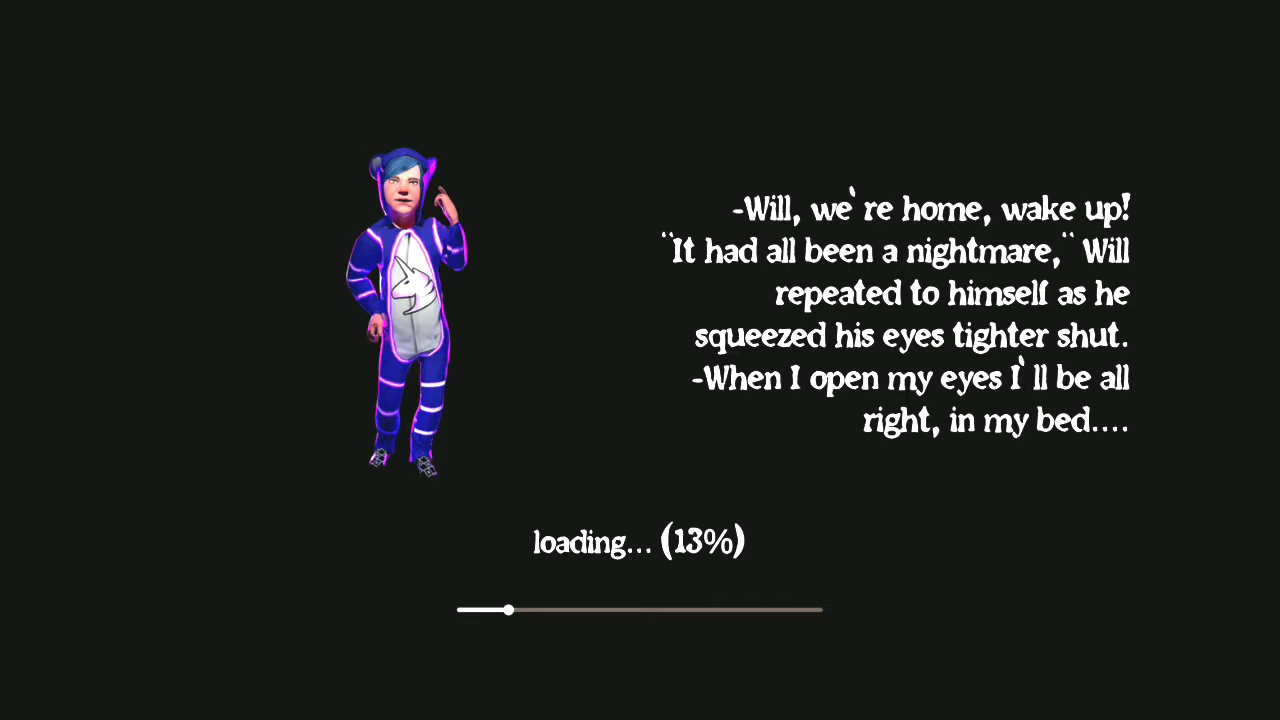 -Will, we`re home, wake up!
¨It had all been a nightmare,¨ Will
repeated to himself as he
squeezed his eyes tighter shut.
-When I open my eyes I`ll be all
right, in my bed....
loading... (13%)